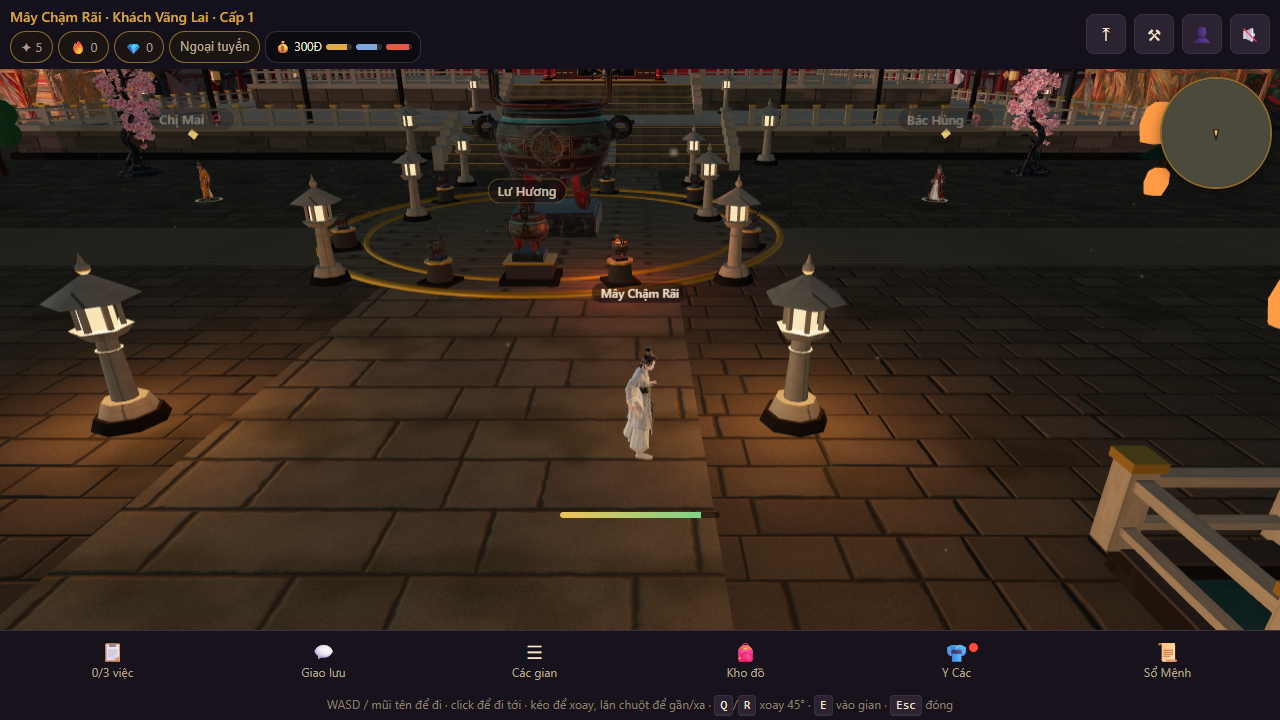 Mây Chậm Rãi · Khách Vãng Lai · Cấp 1
5
0
0
Ngoại tuyến
300Đ
Chị Mai
Bác Hùng
Lư Hương
Mây Chậm Rãi
0/3 việc
Giao lưu
Các gian
Kho đồ
Y Các
Sổ Mệnh
WASD / mũi tên để đi · click để đi tới · kéo để xoay, lăn chuột để gần/xa · Q / R xoay 45° · E vào gian · Esc đóng